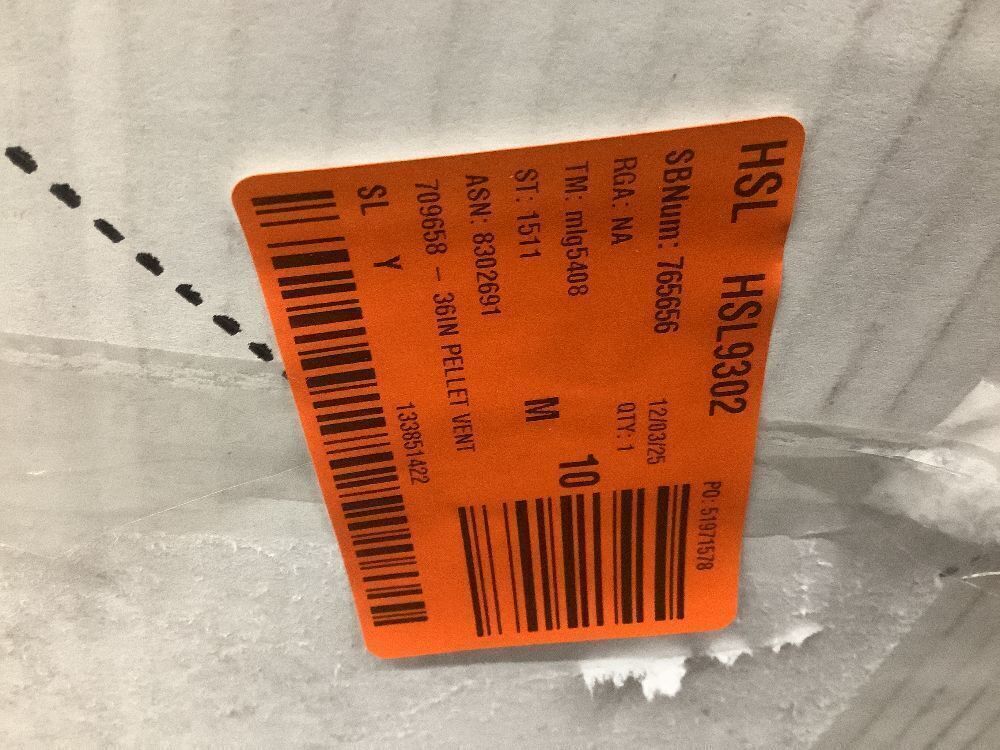 HSL HSL9302
SBNum: 765656 12/03/25 PO: 51971578
RGA: NA QTY: 1
TM: mlg5408 10
ST: 1511 M
ASN: 8302691
709658 - 36IN PELLET VENT
SL Y 133851422